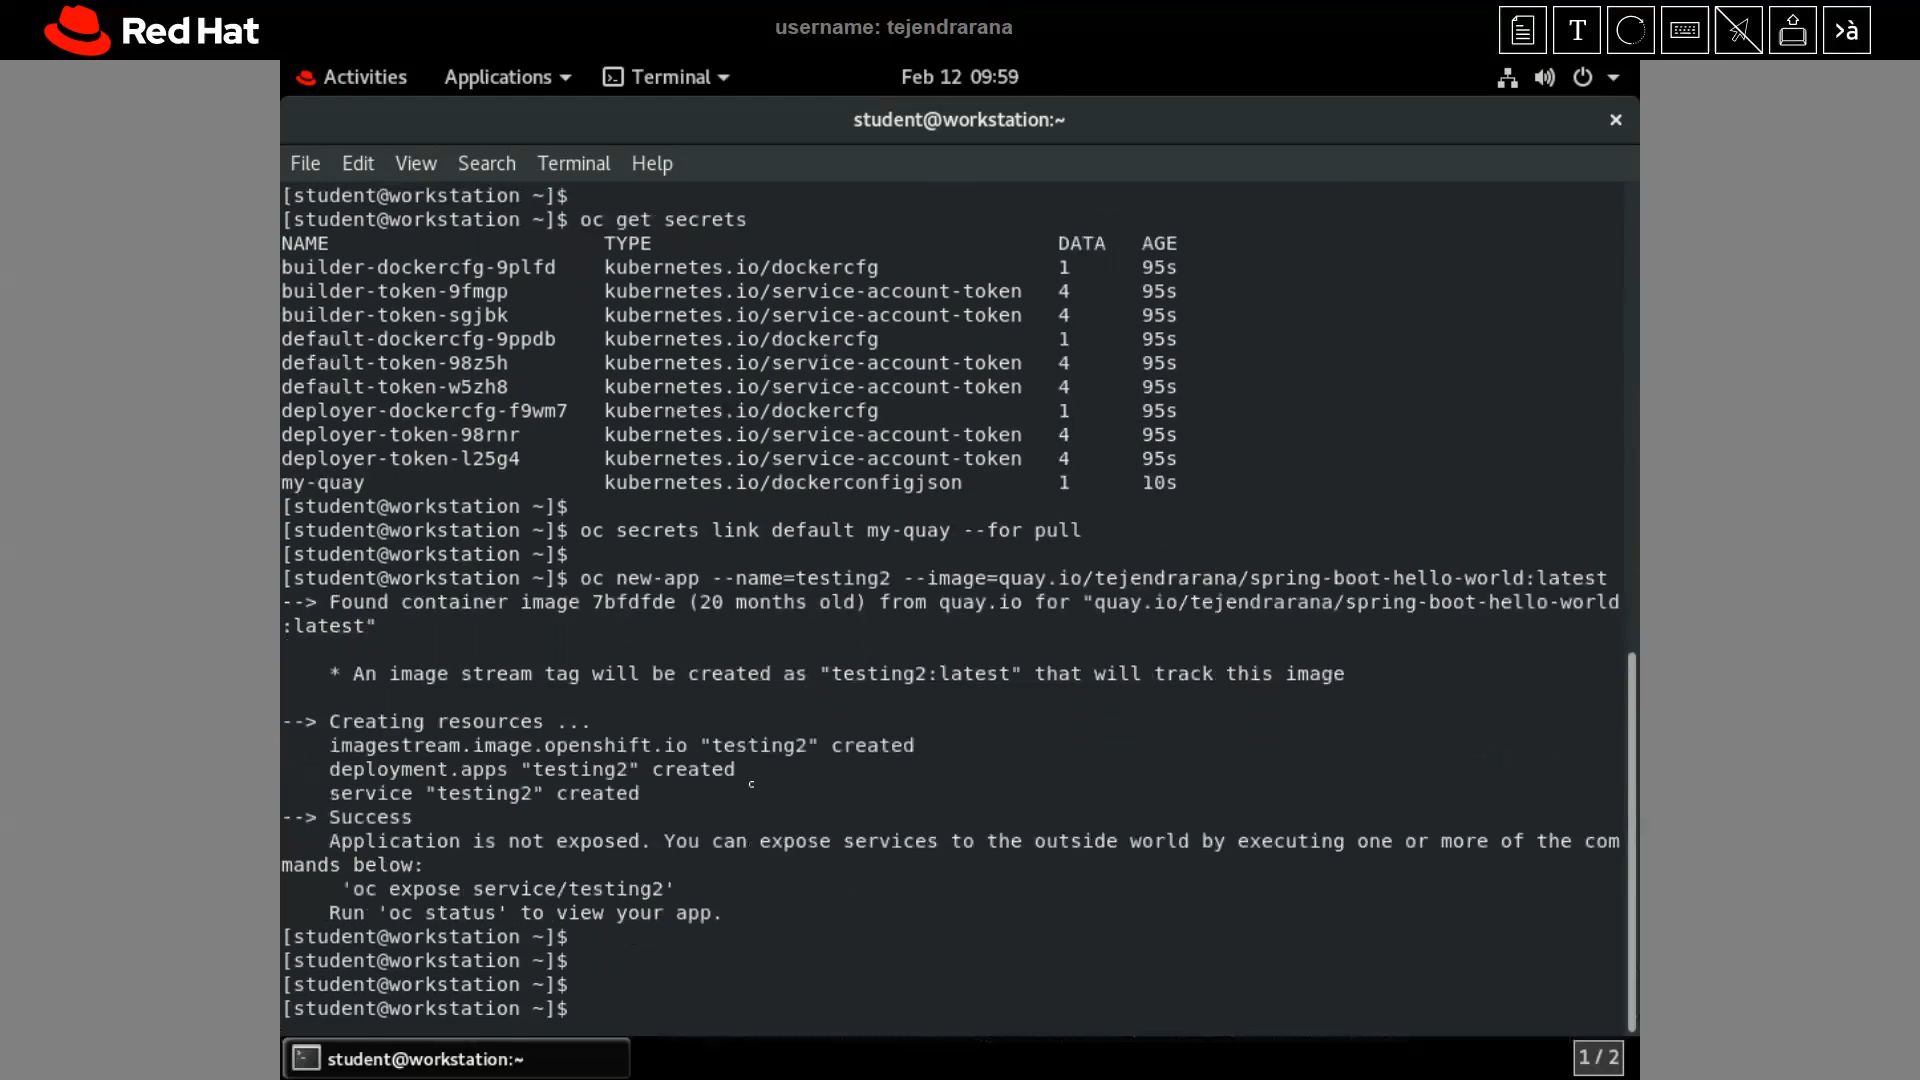 Red Hat
username: tejendrarana
T
>à
Activities Applications Terminal Feb 12 09:59
student@workstation:~ ×
File Edit View Search Terminal Help
[student@workstation ~]$
[student@workstation ~]$ oc get secrets
NAME TYPE DATA AGE
builder-dockercfg-9plfd kubernetes.io/dockercfg 1 95s
builder-token-9fmgp kubernetes.io/service-account-token 4 95s
builder-token-sgjbk kubernetes.io/service-account-token 4 95s
default-dockercfg-9ppdb kubernetes.io/dockercfg 1 95s
default-token-98z5h kubernetes.io/service-account-token 4 95s
default-token-w5zh8 kubernetes.io/service-account-token 4 95s
deployer-dockercfg-f9wm7 kubernetes.io/dockercfg 1 95s
deployer-token-98rnr kubernetes.io/service-account-token 4 95s
deployer-token-l25g4 kubernetes.io/service-account-token 4 95s
my-quay kubernetes.io/dockerconfigjson 1 10s
[student@workstation ~]$
[student@workstation ~]$ oc secrets link default my-quay --for pull
[student@workstation ~]$
[student@workstation ~]$ oc new-app --name=testing2 --image=quay.io/tejendrarana/spring-boot-hello-world:latest
--> Found container image 7bfdfde (20 months old) from quay.io for "quay.io/tejendrarana/spring-boot-hello-world
:latest"
* An image stream tag will be created as "testing2:latest" that will track this image
--> Creating resources ...
imagestream.image.openshift.io "testing2" created
deployment.apps "testing2" created
service "testing2" created
--> Success
Application is not exposed. You can expose services to the outside world by executing one or more of the com
mands below:
'oc expose service/testing2'
Run 'oc status' to view your app.
[student@workstation ~]$
[student@workstation ~]$
[student@workstation ~]$
[student@workstation ~]$
student@workstation:~ 1 / 2